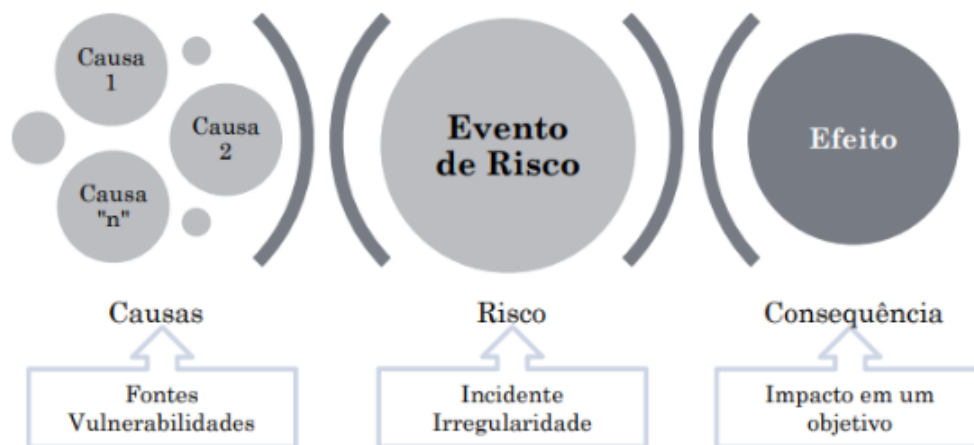 Causa
1
Causa
2
Causa
"n"
Evento
de Risco
Efeito
Causas
Risco
Consequência
Fontes
Vulnerabilidades
Incidente
Irregularidade
Impacto em um
objetivo